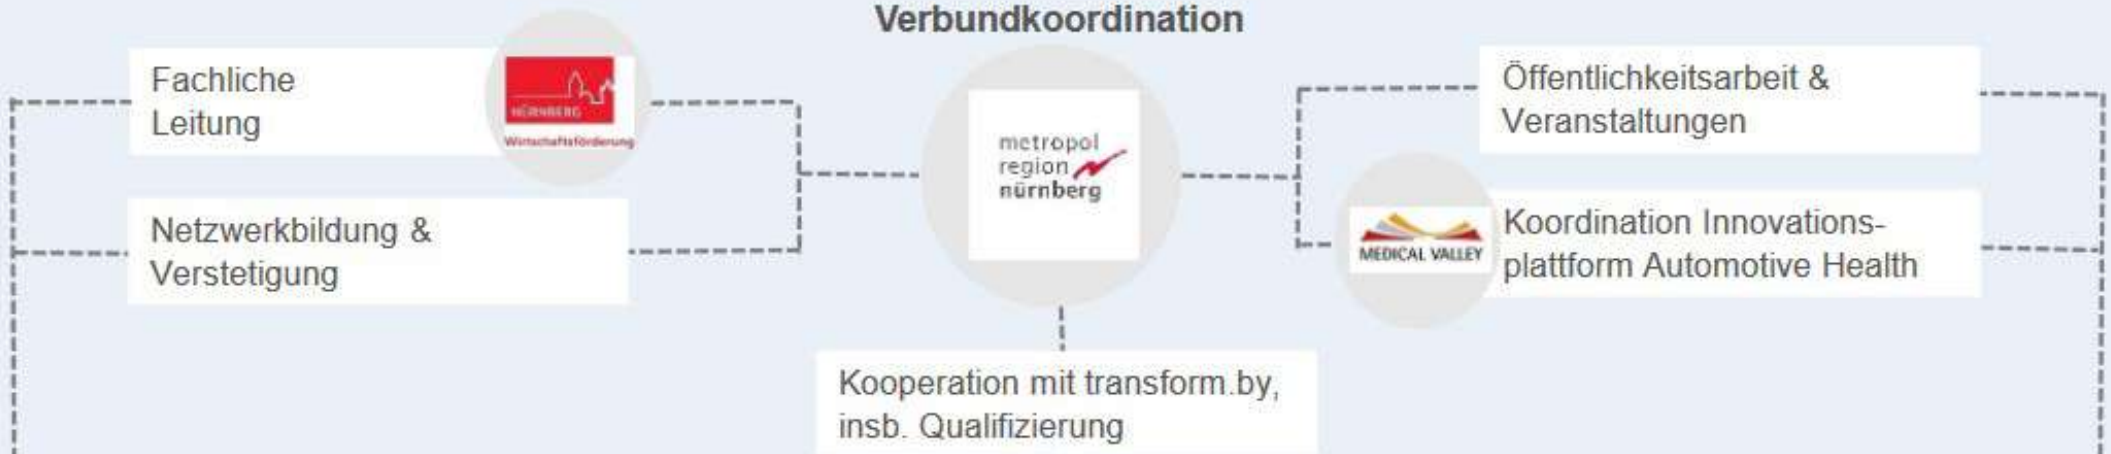 Verbundkoordination
Fachliche
Leitung
NÜRNBERG
Wirtschaftsförderung
Netzwerkbildung &
Verstetigung
metropol
region
nürnberg
Öffentlichkeitsarbeit &
Veranstaltungen
MEDICAL VALLEY
Koordination Innovations-
plattform Automotive Health
Kooperation mit transform.by,
insb. Qualifizierung